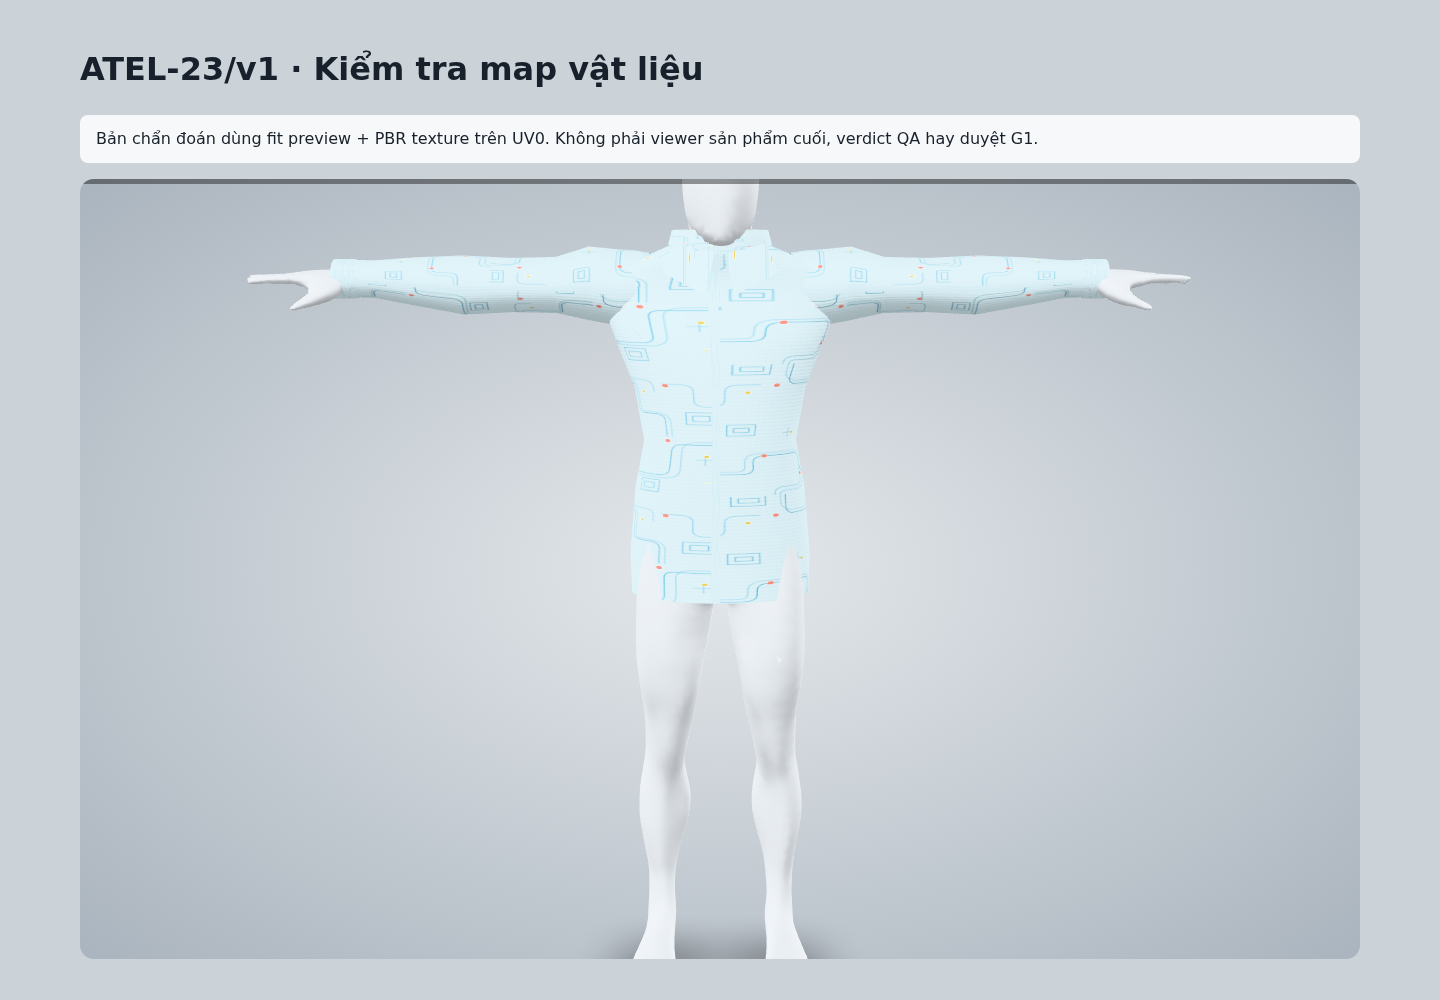 ATEL-23/v1 · Kiểm tra map vật liệu
Bản chẩn đoán dùng fit preview + PBR texture trên UV0. Không phải viewer sản phẩm cuối, verdict QA hay duyệt G1.